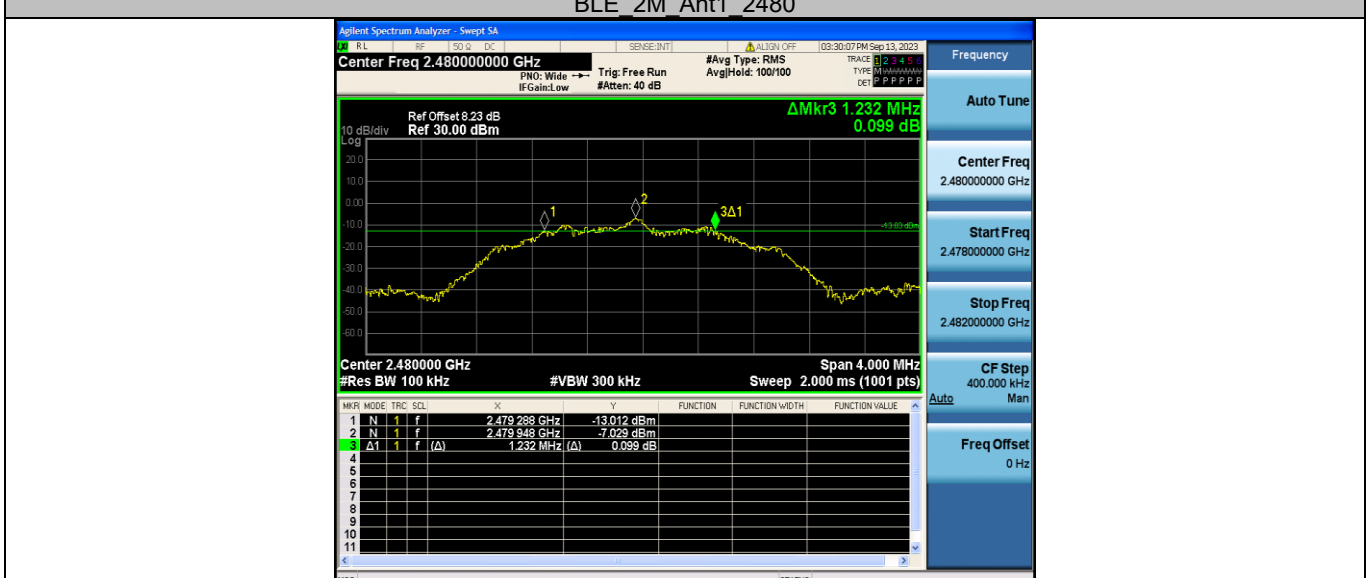 BLE_2M_Ant1_2480
Agilent Spectrum Analyzer - Swept SA
RL RF 50 Ω DC SENSE:INT ALIGN OFF 03:30:07 PM Sep 13, 2023
Center Freq 2.480000000 GHz
PNO: Wide
IFGain:Low
Trig: Free Run
#Atten: 40 dB
#Avg Type: RMS
Avg|Hold: 100/100
TRACE 1 2 3 4 5 6
TYPE M
DET P P P P P P
ΔMkr3 1.232 MHz
0.099 dB
Ref Offset 8.23 dB
10 dB/div Ref 30.00 dBm
Log
20.0
10.0
0.00
-10.0
-20.0
-30.0
-40.0
-50.0
-60.0
1
2
3Δ1
Center 2.480000 GHz Span 4.000 MHz
#Res BW 100 kHz #VBW 300 kHz Sweep 2.000 ms (1001 pts)
MKR MODE TRC SCL X Y FUNCTION FUNCTION WIDTH FUNCTION VALUE
1 N 1 f 2.479 288 GHz -13.012 dBm
2 N 1 f 2.479 948 GHz -7.029 dBm
3 Δ1 1 f (Δ) 1.232 MHz (Δ) 0.099 dB
4
5
6
7
8
9
10
11
Frequency
Auto Tune
Center Freq
2.480000000 GHz
Start Freq
2.478000000 GHz
Stop Freq
2.482000000 GHz
CF Step
400.000 kHz
Auto Man
Freq Offset
0 Hz